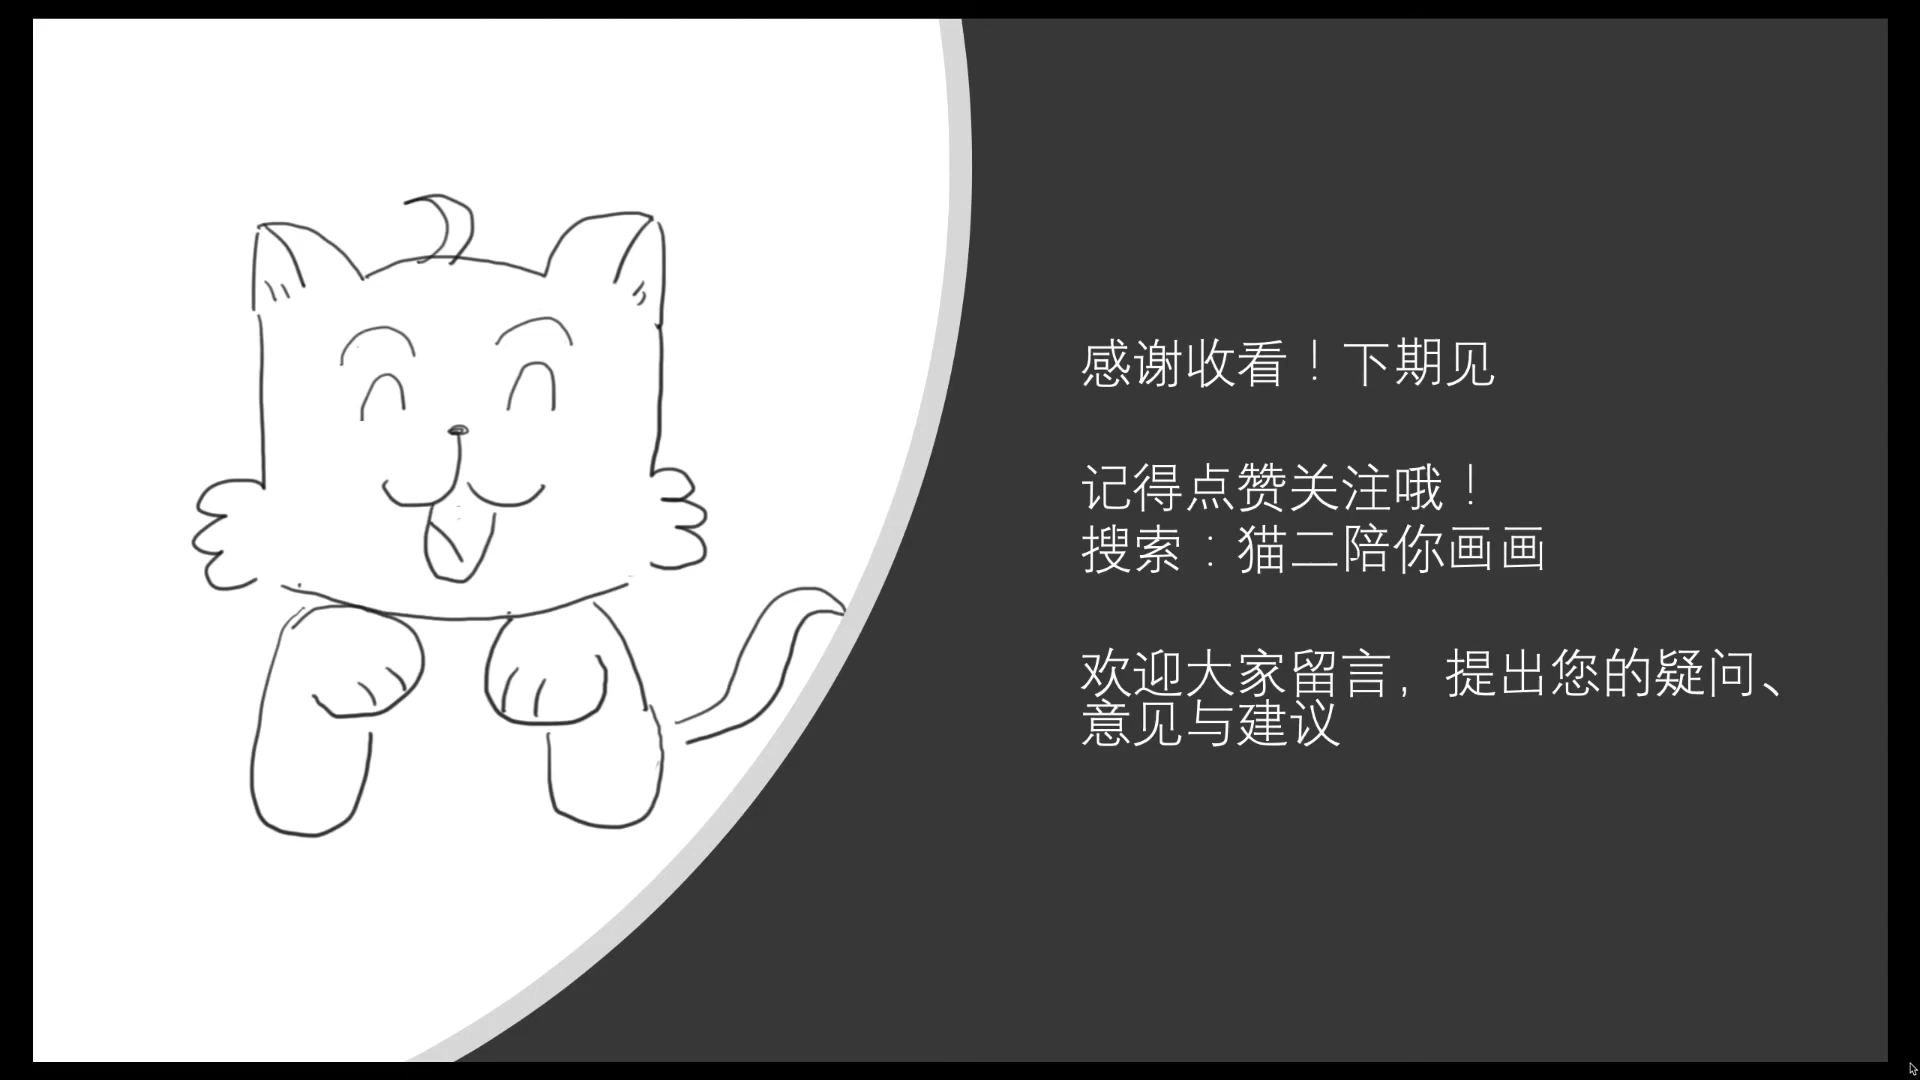 感谢收看！下期见
记得点赞关注哦！
搜索：猫二陪你画画
欢迎大家留言，提出您的疑问、
意见与建议